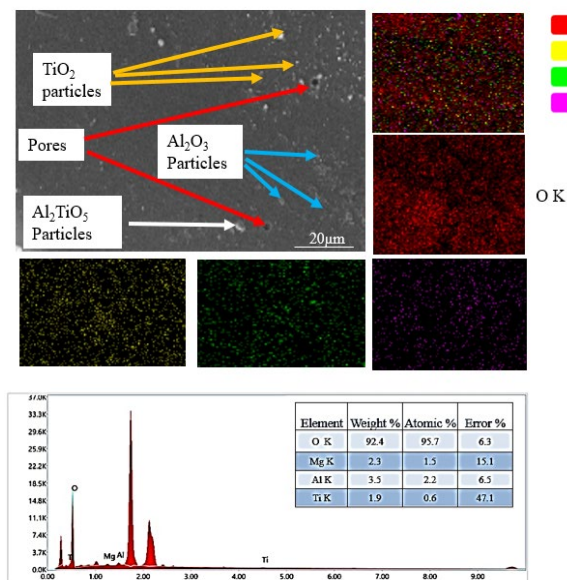 TiO2
particles
Pores
Al2O3
Particles
Al2TiO5
Particles
20μm
O K
Element Weight % Atomic % Error %
O K 92.4 95.7 6.3
Mg K 2.3 1.5 15.1
Al K 3.5 2.2 6.5
Ti K 1.9 0.6 47.1
37.0K
33.3K
29.6K
25.9K
22.2K
18.5K
14.8K
11.1K
7.4K
3.7K
0.0K
O
Mg Al
Ti
0.00 1.00 2.00 3.00 4.00 5.00 6.00 7.00 8.00 9.00